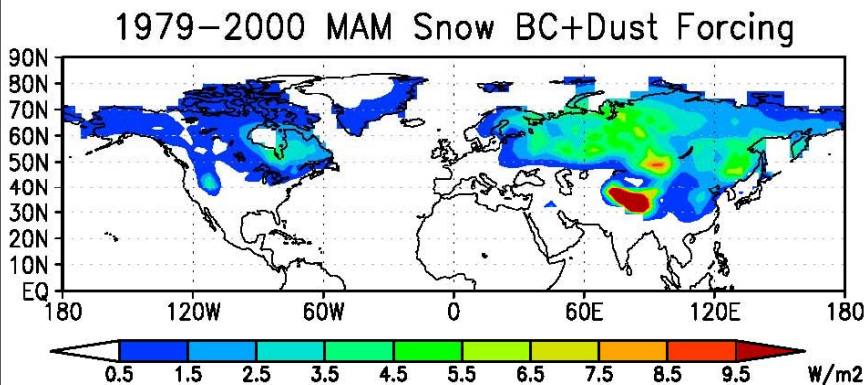 1979-2000 MAM Snow BC+Dust Forcing
90N
80N
70N
60N
50N
40N
30N
20N
10N
EQ
180 120W 60W 0 60E 120E 180
0.5 1.5 2.5 3.5 4.5 5.5 6.5 7.5 8.5 9.5 W/m2